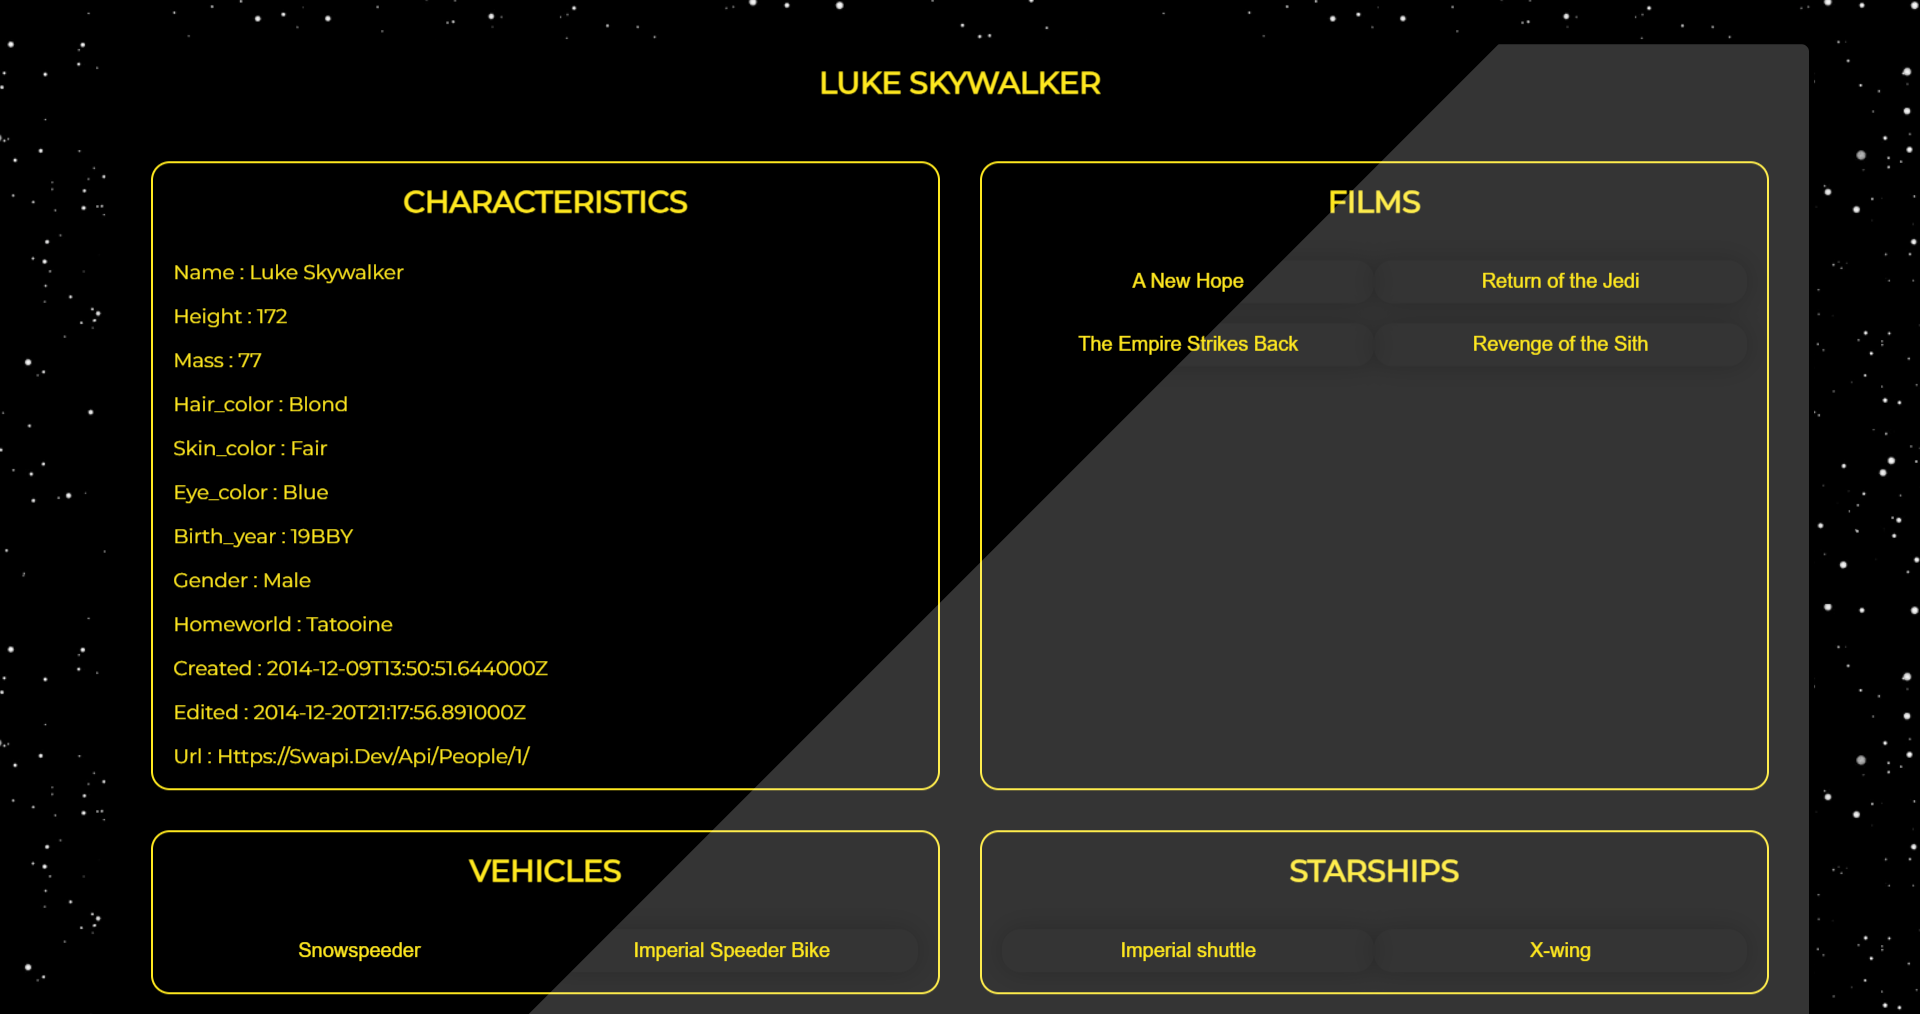 LUKE SKYWALKER
CHARACTERISTICS
Name : Luke Skywalker
Height : 172
Mass : 77
Hair_color : Blond
Skin_color : Fair
Eye_color : Blue
Birth_year : 19BBY
Gender : Male
Homeworld : Tatooine
Created : 2014-12-09T13:50:51.644000Z
Edited : 2014-12-20T21:17:56.891000Z
Url : Https://Swapi.Dev/Api/People/1/
FILMS
A New Hope
Return of the Jedi
The Empire Strikes Back
Revenge of the Sith
VEHICLES
Snowspeeder
Imperial Speeder Bike
STARSHIPS
Imperial shuttle
X-wing